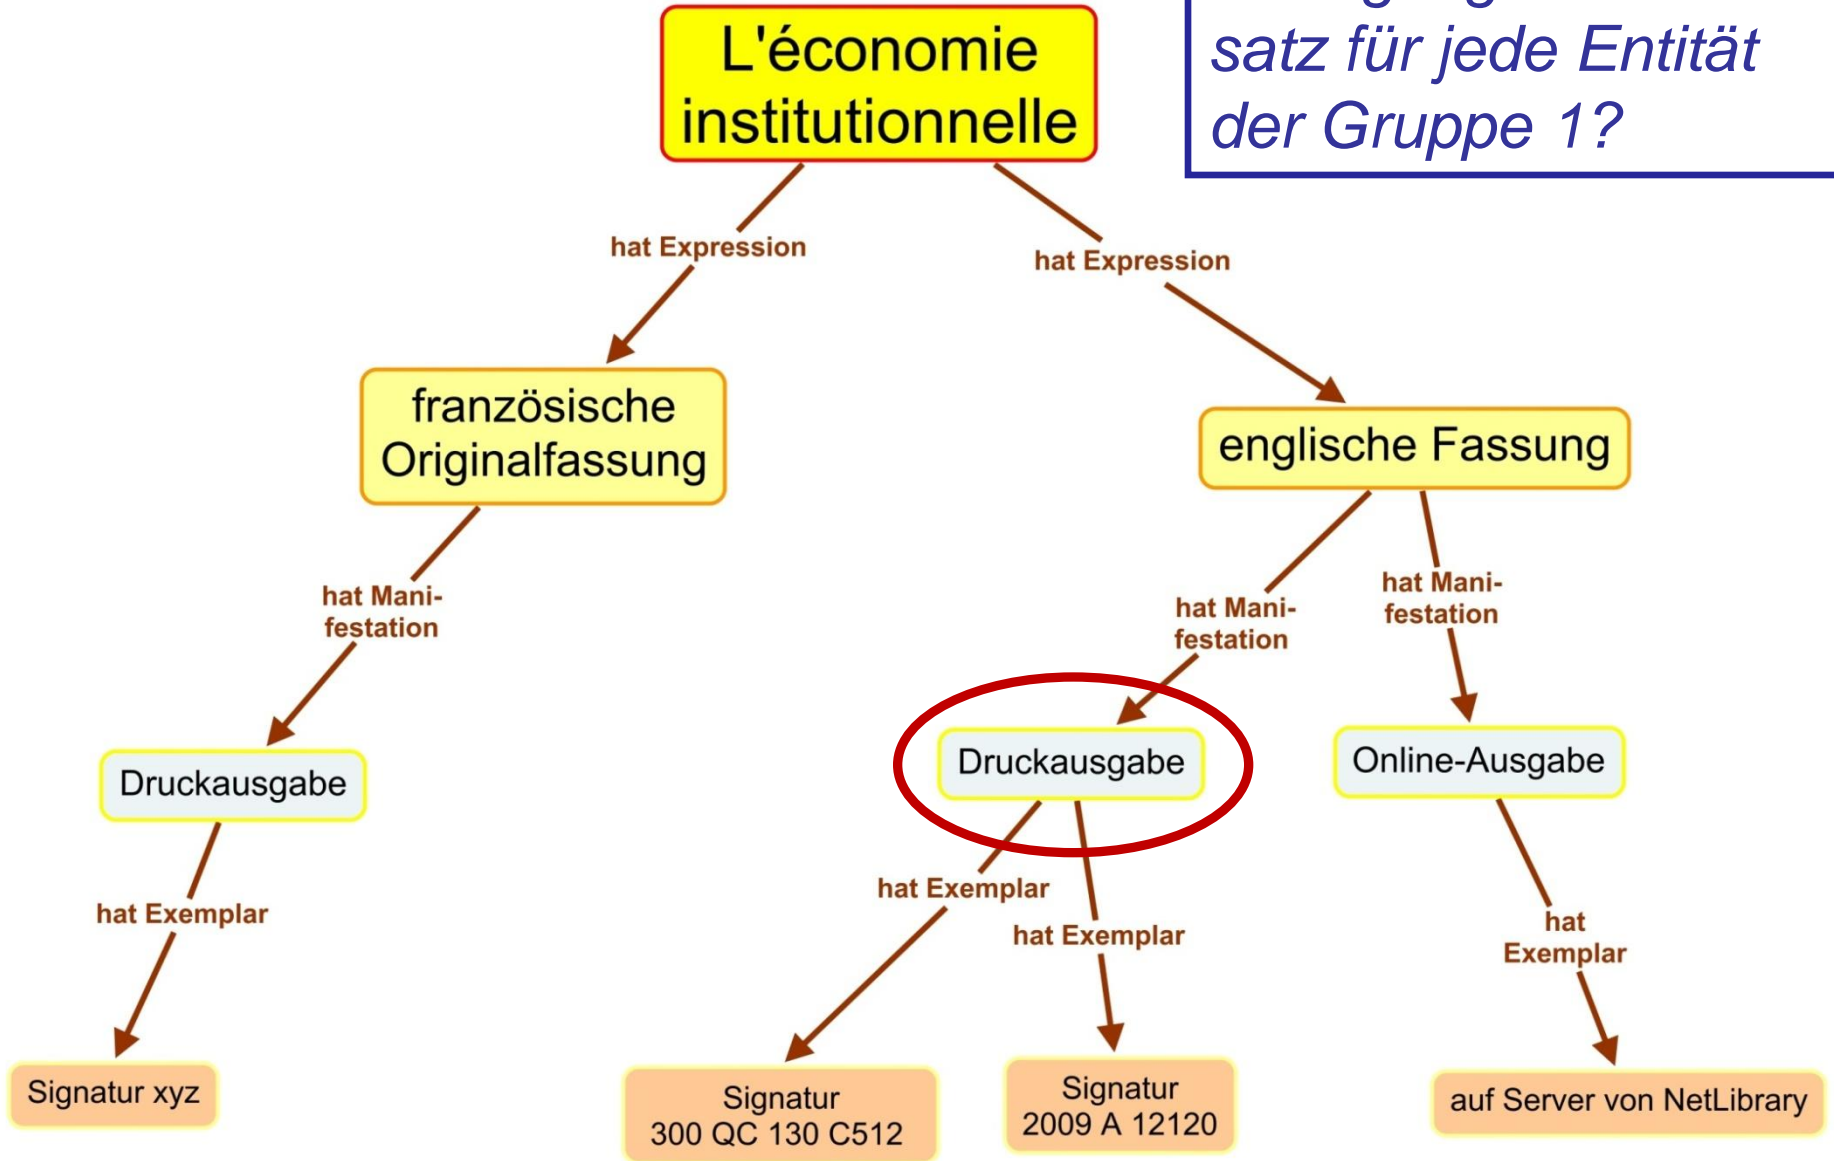 L'économie
institutionnelle
satz für jede Entität
der Gruppe 1?
hat Expression
hat Expression
französische
Originalfassung
englische Fassung
hat Mani-
festation
hat Mani-
festation
hat Mani-
festation
Druckausgabe
Druckausgabe
Online-Ausgabe
hat Exemplar
hat Exemplar
hat Exemplar
hat
Exemplar
Signatur xyz
Signatur
300 QC 130 C512
Signatur
2009 A 12120
auf Server von NetLibrary